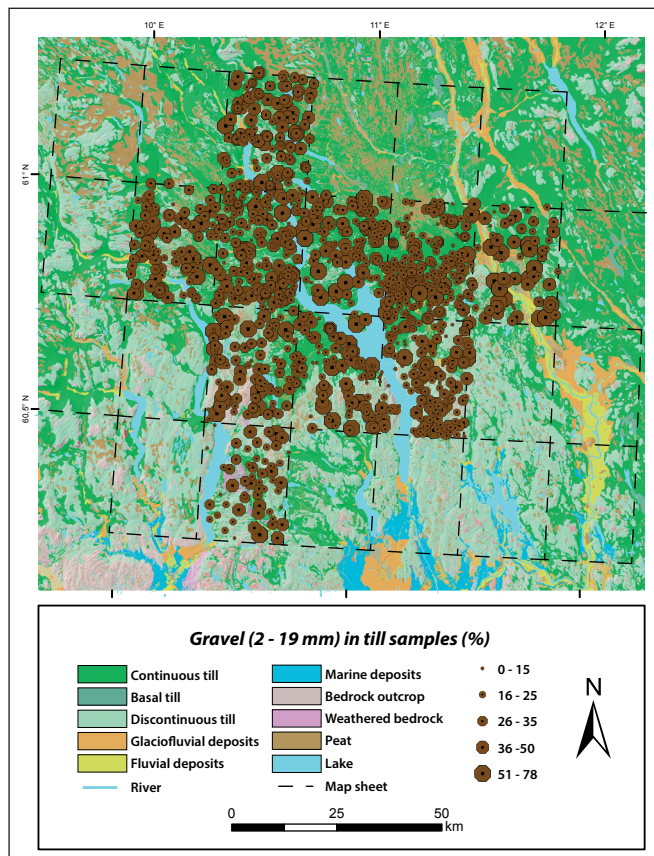 10° E 11° E 12° E
61° N
60.5° N
Gravel (2 - 19 mm) in till samples (%)
Continuous till
Basal till
Discontinuous till
Glaciofluvial deposits
Fluvial deposits
River
Marine deposits
Bedrock outcrop
Weathered bedrock
Peat
Lake
Map sheet
0 - 15
16 - 25
26 - 35
36 -50
51 - 78
N
0 25 50
km